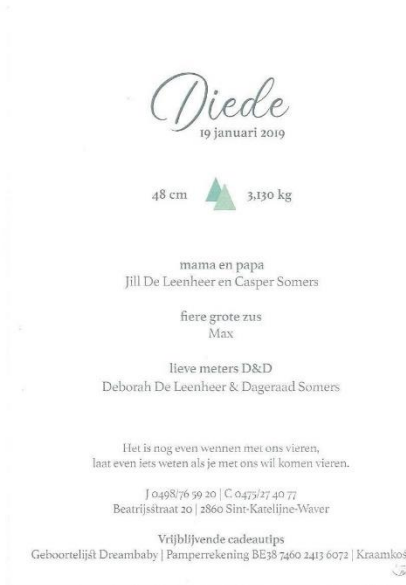 Diede
19 januari 2019
48 cm 3,130 kg
mama en papa
Jill De Leenheer en Casper Somers
fiere grote zus
Max
lieve meters D&D
Deborah De Leenheer & Dageraad Somers
Het is nog even wennen met ons vieren,
laat even iets weten als je met ons wil komen vieren.
J 0498/76 59 20 | C 0475/27 40 77
Beatrijsstraat 20 | 2860 Sint-Katelijne-Waver
Vrijblijvende cadeautips
Geboortelijst Dreambaby | Pamperrekening BE38 7460 2413 6072 | Kraamkos